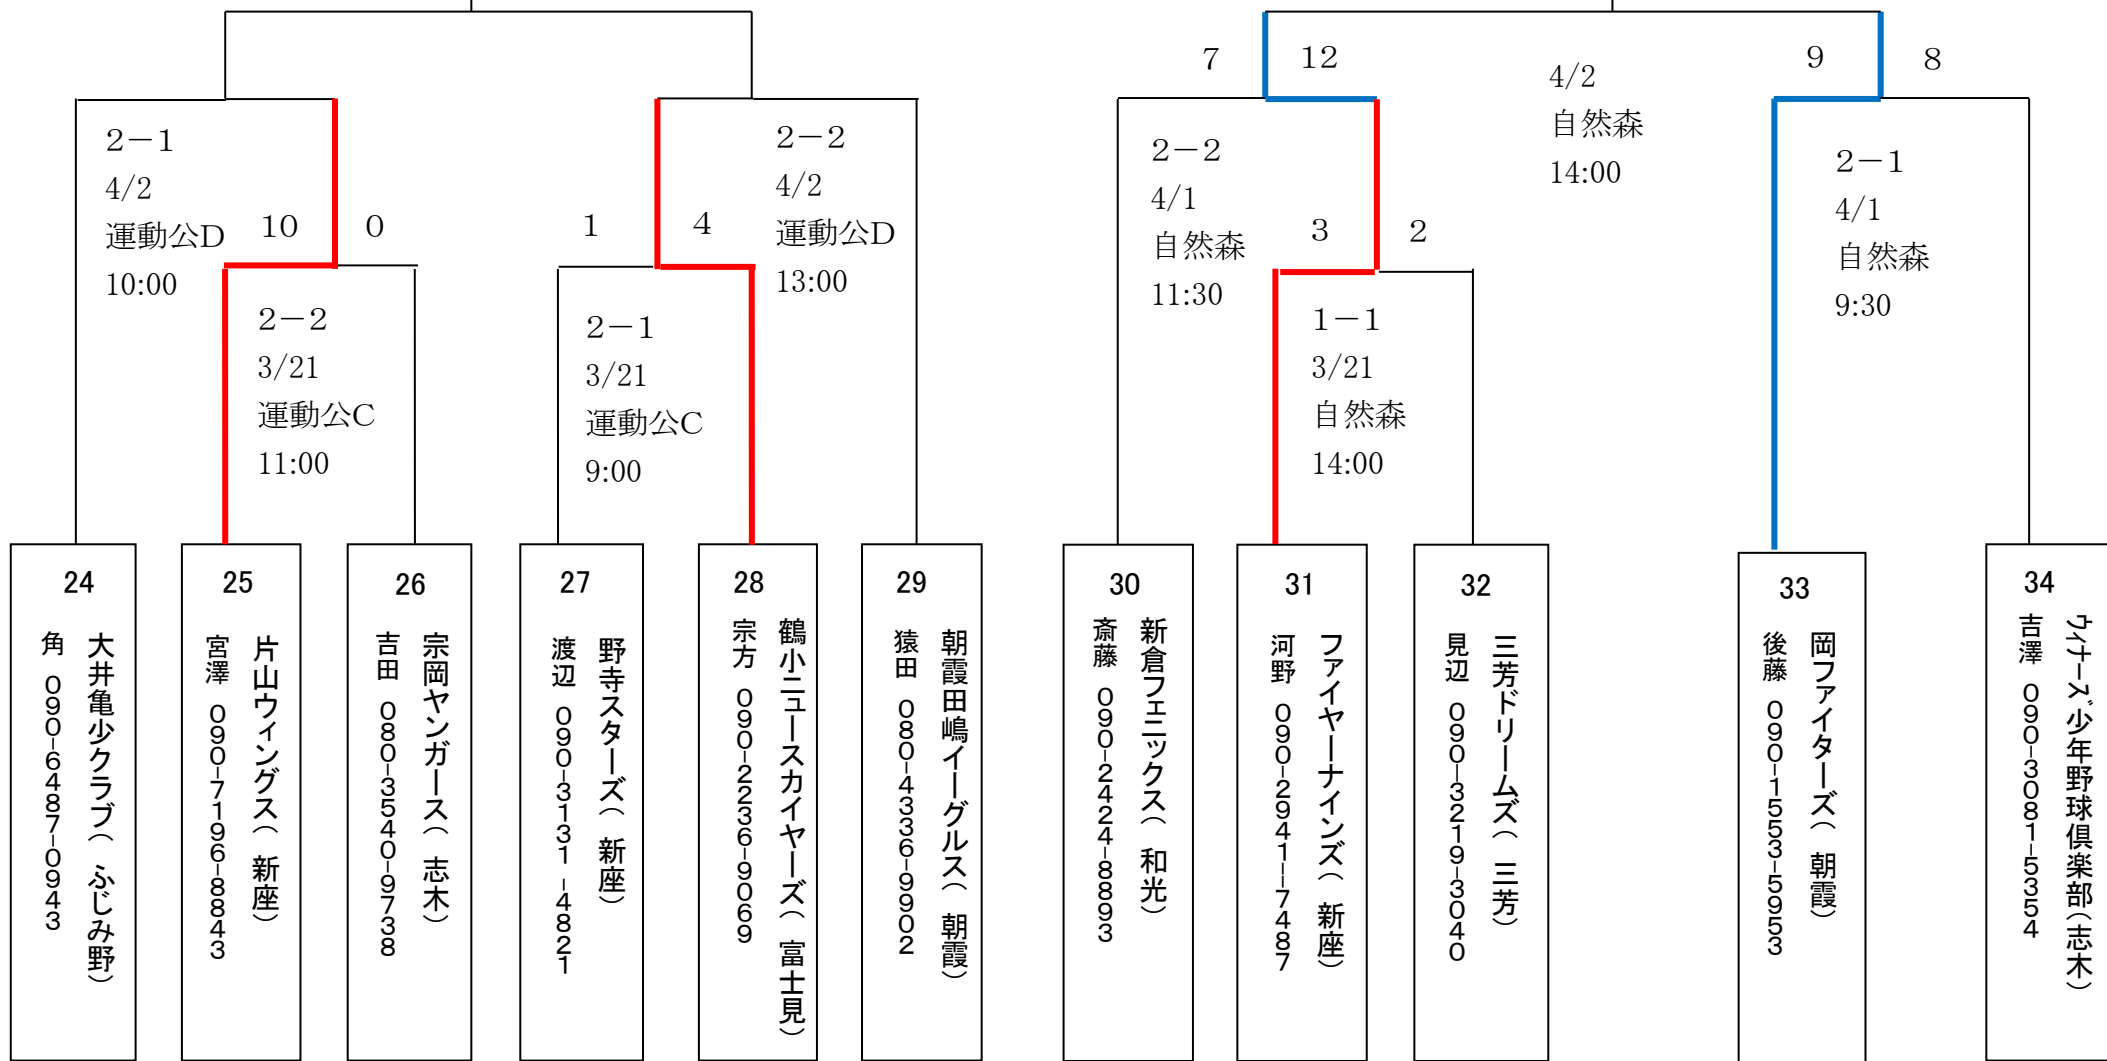 7
12
9
8
4/2
自然森
14:00
2－1
4/2
運動公D
10:00
10
0
1
4
2－2
4/2
運動公D
13:00
2－2
4/1
自然森
11:30
3
2
2－1
4/1
自然森
9:30
2－2
3/21
運動公C
11:00
2－1
3/21
運動公C
9:00
1－1
3/21
自然森
14:00
24
大井亀少クラブ（ ふじみ野）
角 090-6487-0943
25
片山ウィングス（ 新座）
宮澤 090-7196-8843
26
宗岡ヤンガース（ 志木）
吉田 080-3540-9738
27
野寺スターズ（ 新座）
渡辺 090-3131 -4821
28
鶴小ニュースカイヤーズ（ 富士見）
宗方 090-2236-9069
29
朝霞田嶋イーグルス（ 朝霞）
猿田 080-4336-9902
30
新倉フェニックス（ 和光）
斎藤 090-2424-8893
31
ファイヤーナインズ（ 新座）
河野 090-2941--7487
32
三芳ドリームズ（ 三芳）
見辺 090-3219-3040
33
岡ファイターズ（ 朝霞）
後藤 090-1553-5953
34
ウィナーズ少年野球倶楽部（志木）
吉澤 090-3081-5354